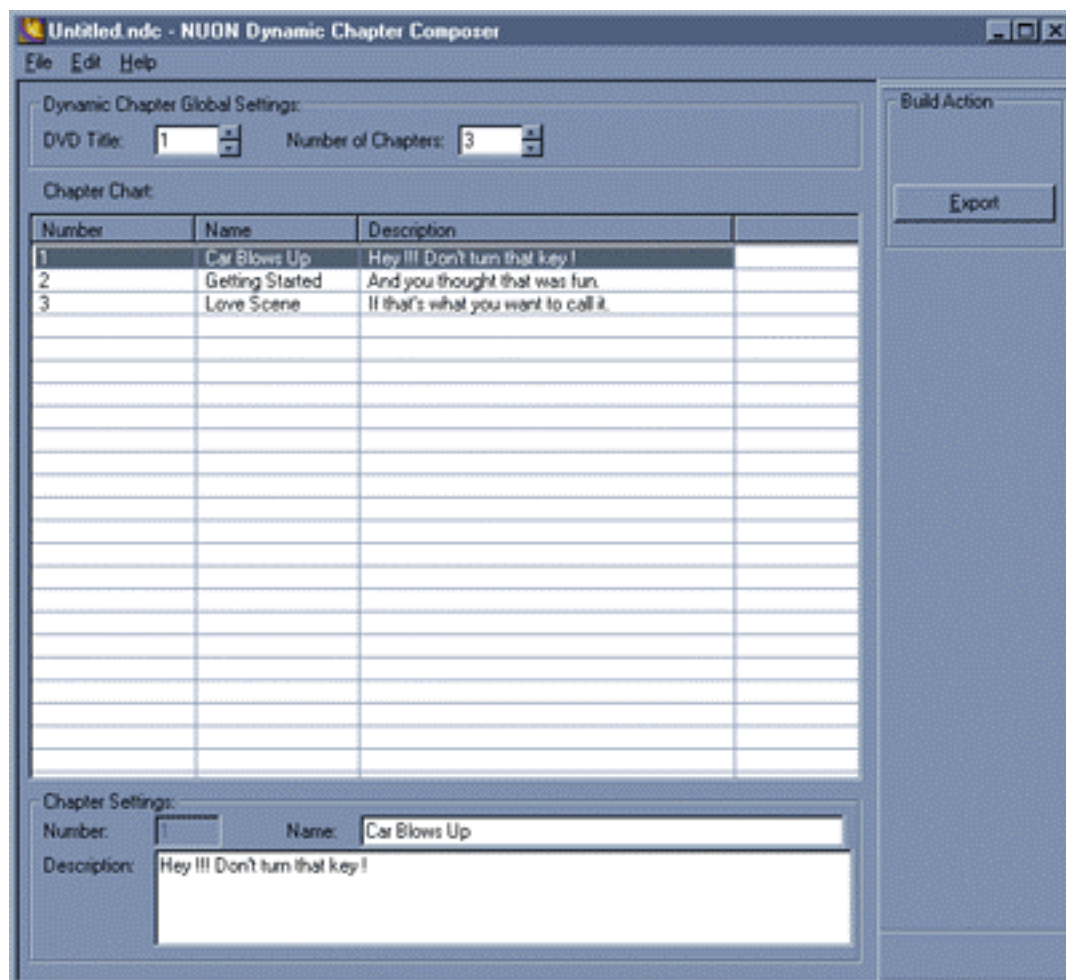 Untitled.ndc - NUON Dynamic Chapter Composer
File Edit Help
Dynamic Chapter Global Settings:
DVD Title: 1 Number of Chapters: 3
Build Action
Export
Chapter Chart:
Number Name Description
1 Car Blows Up Hey !!! Don't turn that key !
2 Getting Started And you thought that was fun.
3 Love Scene If that's what you want to call it.
Chapter Settings:
Number: 1 Name: Car Blows Up
Description: Hey !!! Don't turn that key !